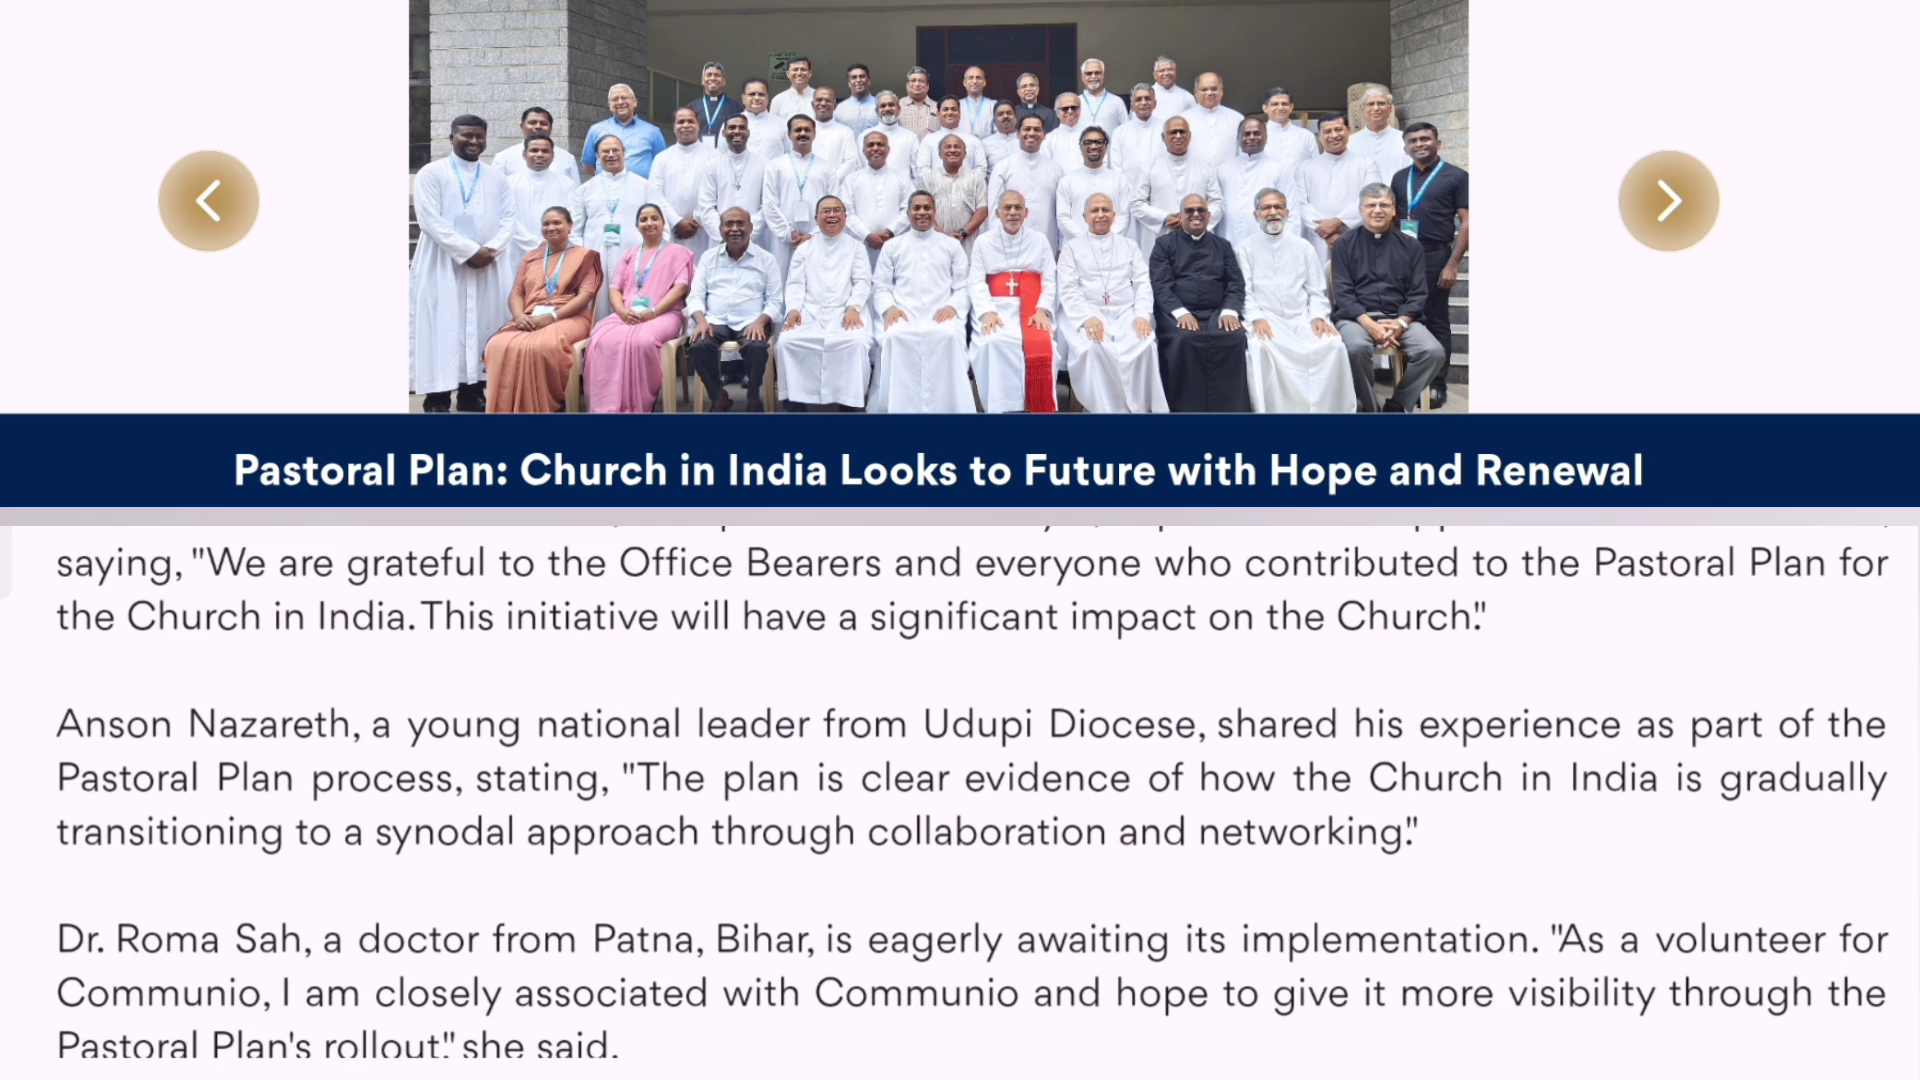 Pastoral Plan: Church in India Looks to Future with Hope and Renewal
saying, "We are grateful to the Office Bearers and everyone who contributed to the Pastoral Plan for
the Church in India. This initiative will have a significant impact on the Church."
Anson Nazareth, a young national leader from Udupi Diocese, shared his experience as part of the
Pastoral Plan process, stating, "The plan is clear evidence of how the Church in India is gradually
transitioning to a synodal approach through collaboration and networking."
Dr. Roma Sah, a doctor from Patna, Bihar, is eagerly awaiting its implementation. "As a volunteer for
Communio, I am closely associated with Communio and hope to give it more visibility through the
Pastoral Plan's rollout." she said.